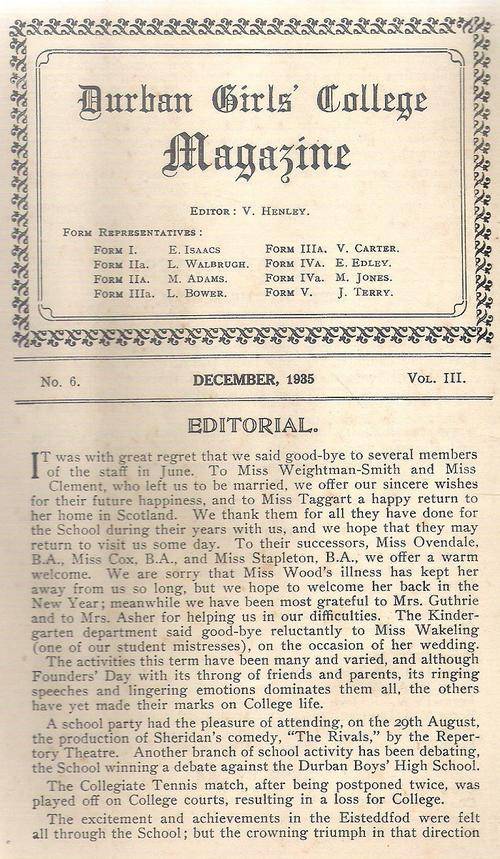 Durban Girls' College
Magazine
EDITOR: V. HENLEY.
FORM REPRESENTATIVES:
FORM I. E. ISAACS
FORM IIa. L. WALBRUGH.
FORM IIA. M. ADAMS.
FORM IIIa. L. BOWER.
FORM IIIA. V. CARTER.
FORM IVA. E. EDLEY.
FORM IVa. M. JONES.
FORM V. J. TERRY.
No. 6. DECEMBER, 1935 VOL. III.
EDITORIAL.
IT was with great regret that we said good-bye to several members
of the staff in June. To Miss Weightman-Smith and Miss
Clement, who left us to be married, we offer our sincere wishes
for their future happiness, and to Miss Taggart a happy return to
her home in Scotland. We thank them for all they have done for
the School during their years with us, and we hope that they may
return to visit us some day. To their successors, Miss Ovendale,
B.A., Miss Cox, B.A., and Miss Stapleton, B.A., we offer a warm
welcome. We are sorry that Miss Wood's illness has kept her
away from us so long, but we hope to welcome her back in the
New Year; meanwhile we have been most grateful to Mrs. Guthrie
and to Mrs. Asher for helping us in our difficulties. The Kinder-
garten department said good-bye reluctantly to Miss Wakeling
(one of our student mistresses), on the occasion of her wedding.
The activities this term have been many and varied, and although
Founders' Day with its throng of friends and parents, its ringing
speeches and lingering emotions dominates them all, the others
have yet made their marks on College life.
A school party had the pleasure of attending, on the 29th August,
the production of Sheridan's comedy, "The Rivals," by the Reper-
tory Theatre. Another branch of school activity has been debating,
the School winning a debate against the Durban Boys' High School.
The Collegiate Tennis match, after being postponed twice, was
played off on College courts, resulting in a loss for College.
The excitement and achievements in the Eisteddfod were felt
all through the School; but the crowning triumph in that direction